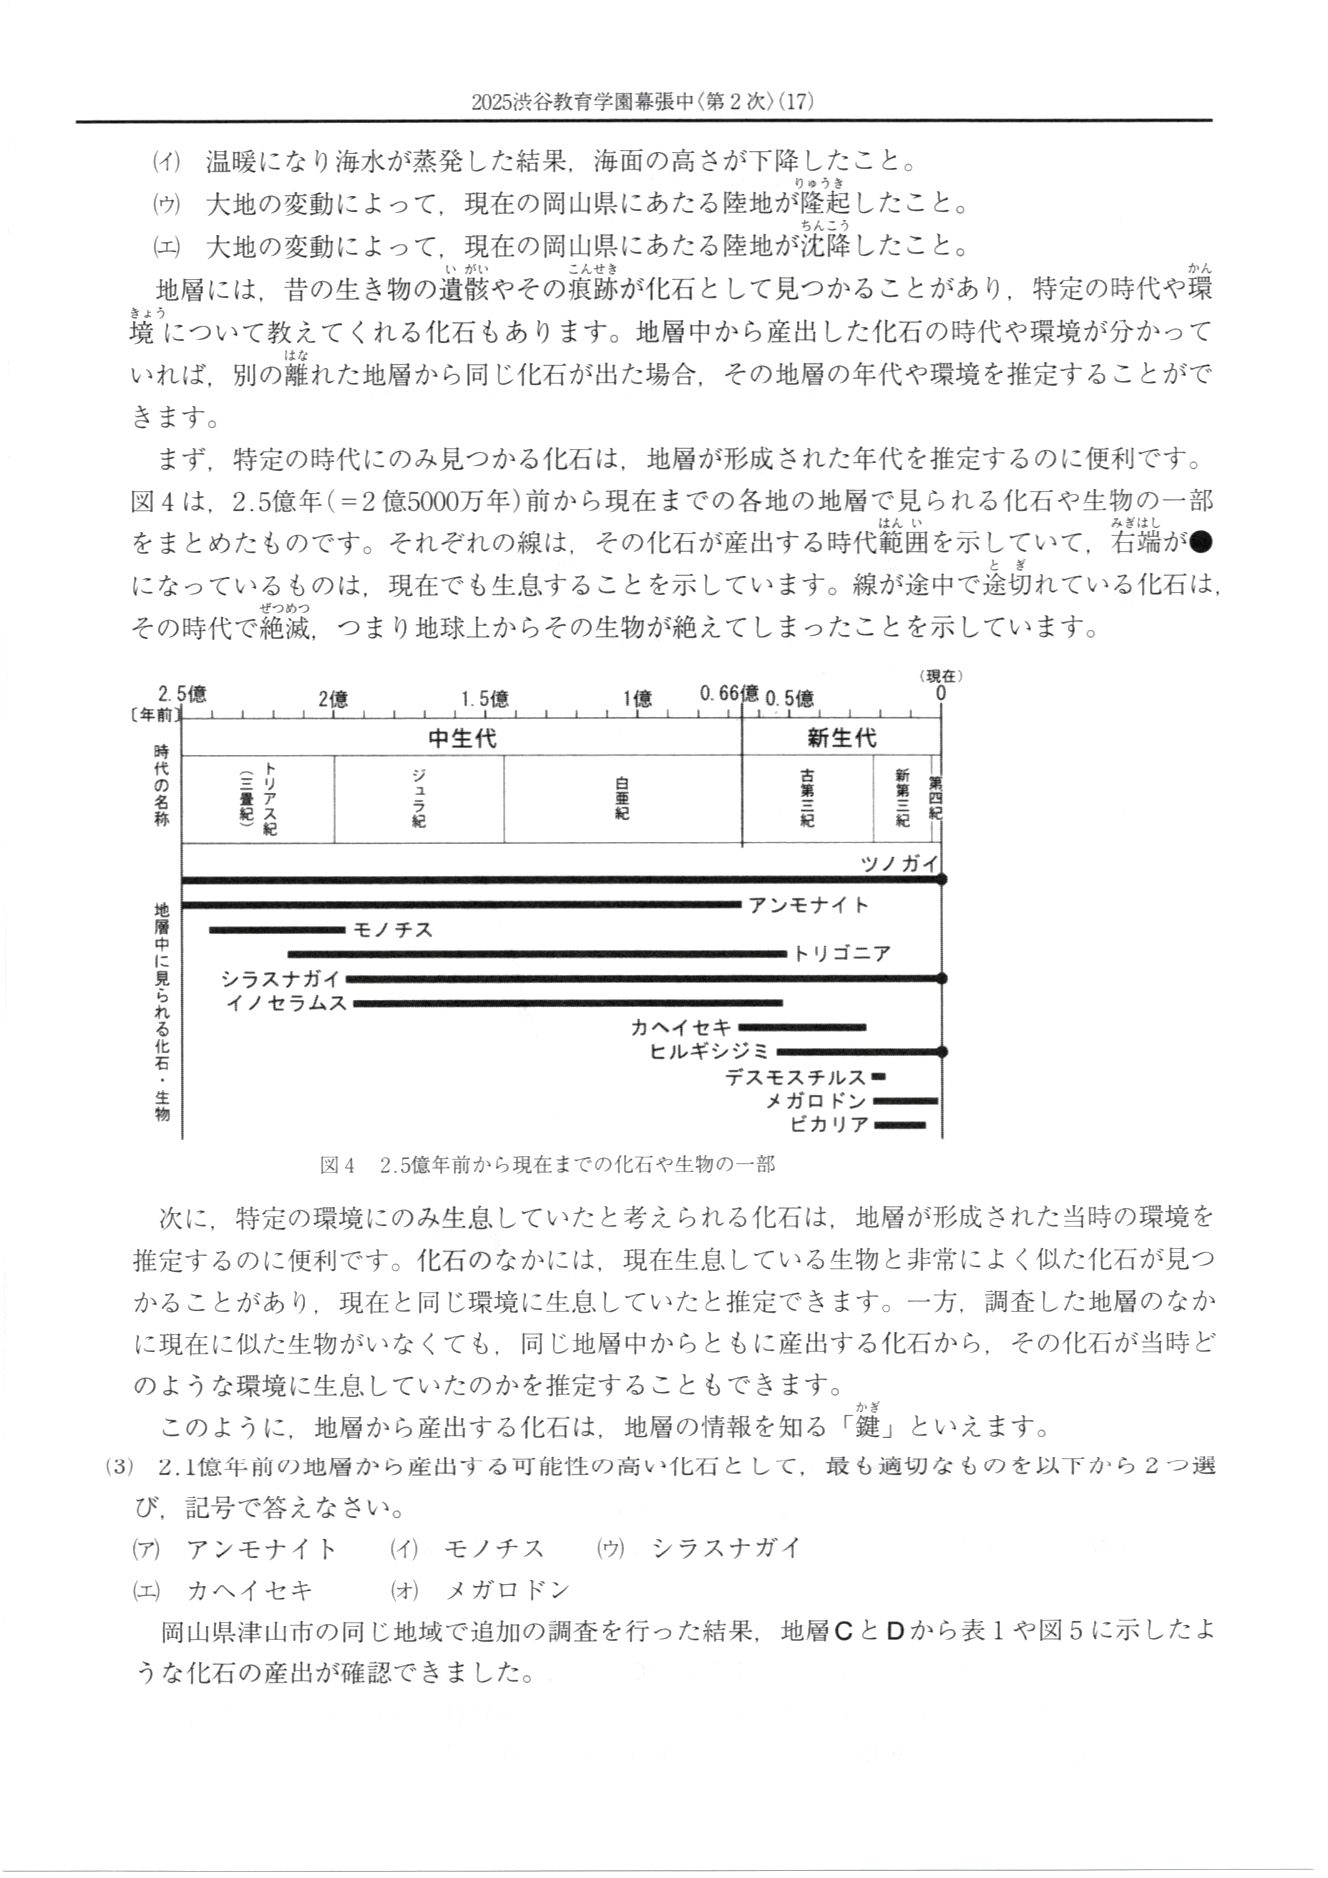 2025渋谷教育学園幕張中〈第2次〉(17)
(イ) 温暖になり海水が蒸発した結果，海面の高さが下降したこと。
(ウ) 大地の変動によって，現在の岡山県にあたる陸地が隆起したこと。
(エ) 大地の変動によって，現在の岡山県にあたる陸地が沈降したこと。
地層には，昔の生き物の遺骸やその痕跡が化石として見つかることがあり，特定の時代や環
境について教えてくれる化石もあります。地層中から産出した化石の時代や環境が分かって
いれば，別の離れた地層から同じ化石が出た場合，その地層の年代や環境を推定することがで
きます。
まず，特定の時代にのみ見つかる化石は，地層が形成された年代を推定するのに便利です。
図4は，2.5億年(=2億5000万年)前から現在までの各地の地層で見られる化石や生物の一部
をまとめたものです。それぞれの線は，その化石が産出する時代範囲を示していて，右端が●
になっているものは，現在でも生息することを示しています。線が途中で途切れている化石は，
その時代で絶滅，つまり地球上からその生物が絶えてしまったことを示しています。
(現在)
2.5億 2億 1.5億 1億 0.66億 0.5億 0
〔年前〕
中生代 新生代
時代の名称
トリアス紀(三畳紀) ジュラ紀 白亜紀 古第三紀 新第三紀 第四紀
地層中に見られる化石・生物
ツノガイ
アンモナイト
モノチス
トリゴニア
シラスナガイ
イノセラムス
カヘイセキ
ヒルギシジミ
デスモスチルス
メガロドン
ビカリア
図4 2.5億年前から現在までの化石や生物の一部
次に，特定の環境にのみ生息していたと考えられる化石は，地層が形成された当時の環境を
推定するのに便利です。化石のなかには，現在生息している生物と非常によく似た化石が見つ
かることがあり，現在と同じ環境に生息していたと推定できます。一方，調査した地層のなか
に現在に似た生物がいなくても，同じ地層中からともに産出する化石から，その化石が当時ど
のような環境に生息していたのかを推定することもできます。
このように，地層から産出する化石は，地層の情報を知る「鍵」といえます。
(3) 2.1億年前の地層から産出する可能性の高い化石として，最も適切なものを以下から2つ選
び，記号で答えなさい。
(ア) アンモナイト (イ) モノチス (ウ) シラスナガイ
(エ) カヘイセキ (オ) メガロドン
岡山県津山市の同じ地域で追加の調査を行った結果，地層CとDから表1や図5に示したよ
うな化石の産出が確認できました。